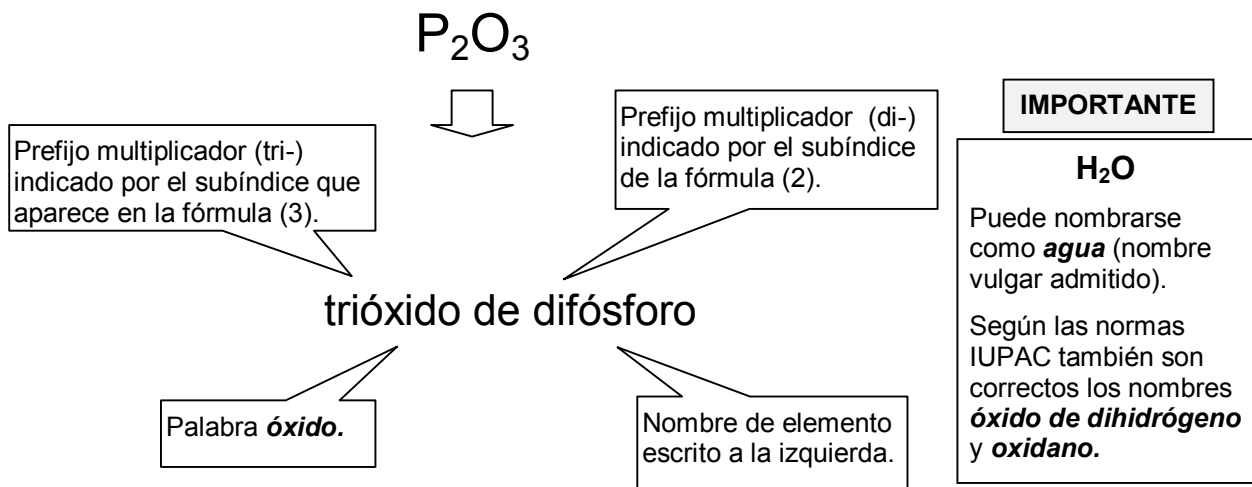 P₂O₃
Prefijo multiplicador (tri-)
indicado por el subíndice que
aparece en la fórmula (3).
Prefijo multiplicador (di-)
indicado por el subíndice
de la fórmula (2).
trióxido de difósforo
Palabra óxido.
Nombre de elemento
escrito a la izquierda.
IMPORTANTE
H₂O
Puede nombrarse
como agua (nombre
vulgar admitido).
Según las normas
IUPAC también son
correctos los nombres
óxido de dihidrógeno
y oxidano.